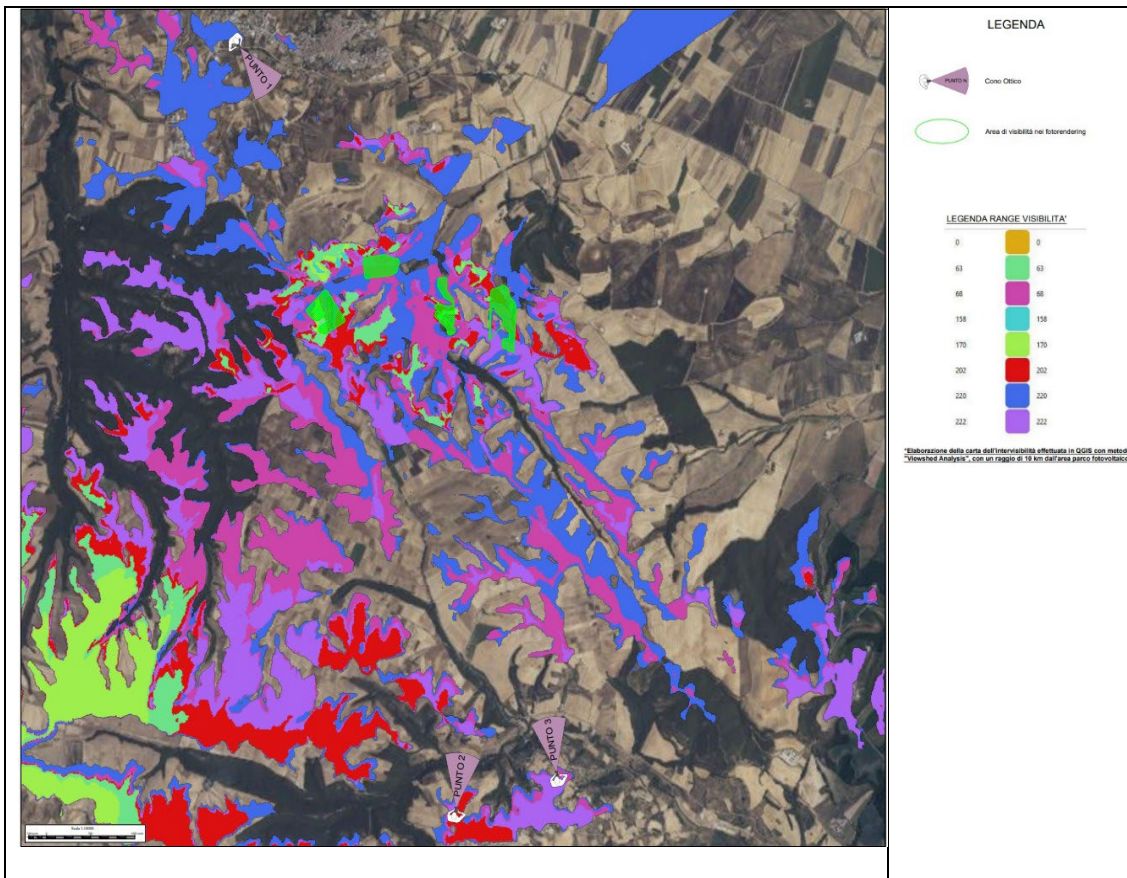 PUNTO 1
PUNTO 2
PUNTO 3
LEGENDA
PUNTO N
Cono Ottico
Area di visibilità nei fotorendering
LEGENDA RANGE VISIBILITA'
0 0
63 63
68 68
158 158
170 170
202 202
220 220
222 222
"Elaborazione della carta dell'intervisibilità effettuata in QGIS con metodo
"Viewshed Analysis", con un raggio di 10 km dall'area parco fotovoltaico